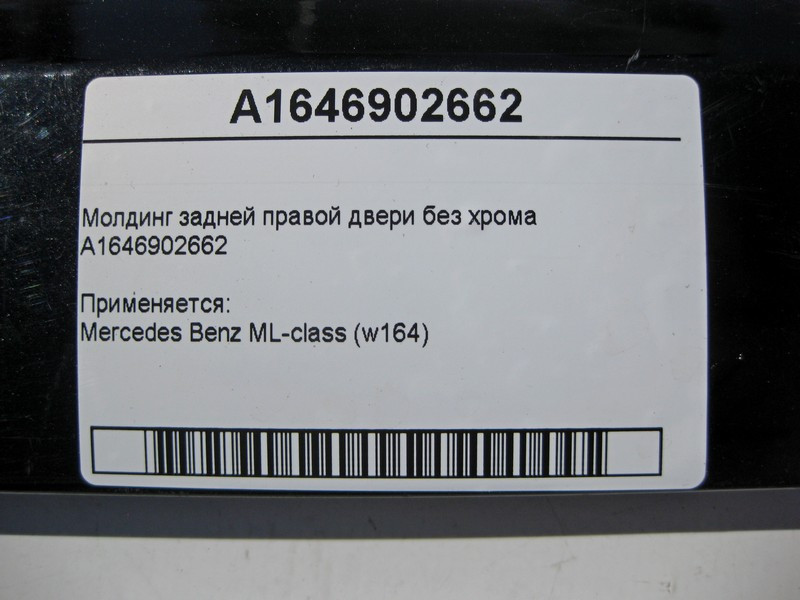 A1646902662
Молдинг задней правой двери без хрома
A1646902662
Применяется:
Mercedes Benz ML-class (w164)